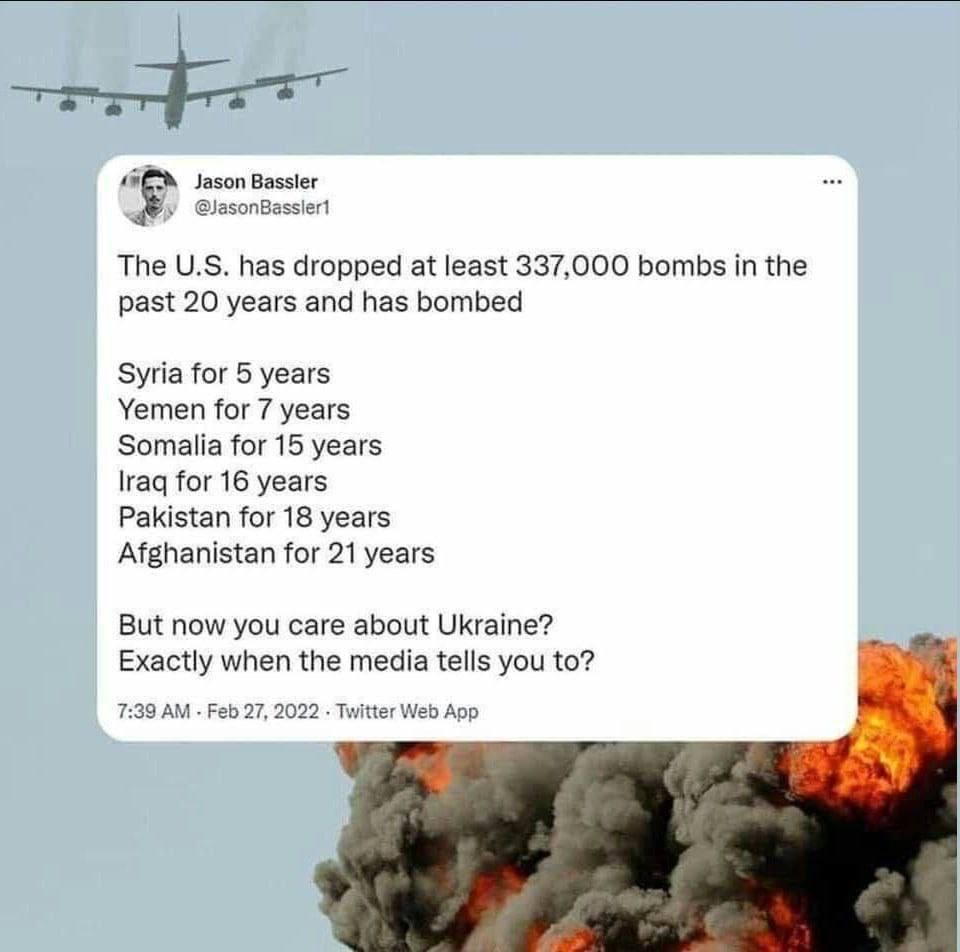 Jason Bassler
@JasonBassler1
The U.S. has dropped at least 337,000 bombs in the
past 20 years and has bombed
Syria for 5 years
Yemen for 7 years
Somalia for 15 years
Iraq for 16 years
Pakistan for 18 years
Afghanistan for 21 years
But now you care about Ukraine?
Exactly when the media tells you to?
7:39 AM · Feb 27, 2022 · Twitter Web App